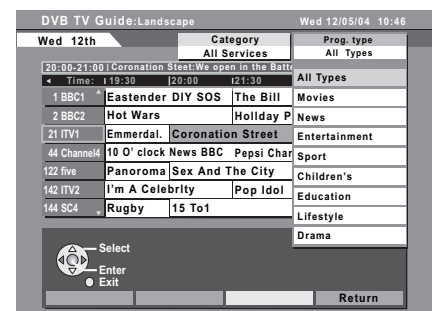 DVB TV Guide:Landscape Wed 12/05/04 10:46
Wed 12th Category Prog. type
All Services All Types
20:00-21:00 Coronation Steet:We open in the Batte
Time: 19:30 20:00 21:30
All Types
1 BBC1 Eastender DIY SOS The Bill
Movies
2 BBC2 Hot Wars Hollday P
News
21 ITV1 Emmerdal. Coronation Street
Entertainment
44 Channel4 10 O' clock News BBC Pepsi Char
Sport
122 five Panoroma Sex And The City
Children's
142 ITV2 I'm A Celebrlty Pop Idol
Education
144 SC4 Rugby 15 To1
Lifestyle
Drama
Select
Enter
Exit
Return